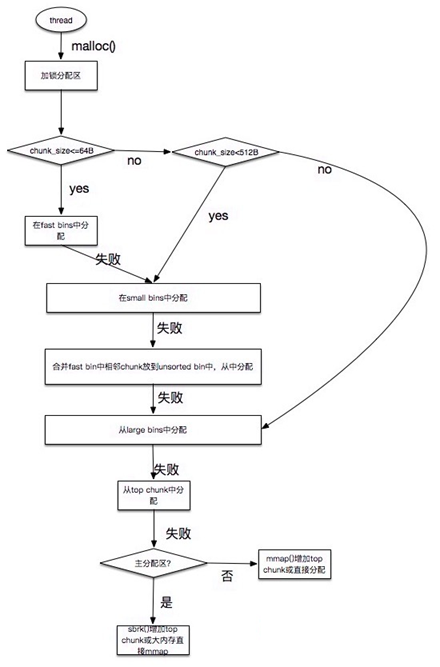 thread
malloc()
加锁分配区
chunk_size<=64B
no
chunk_size<512B
no
yes
yes
在fast bins中分
配
失败
在small bins中分配
失败
合并fast bin中相邻chunk放到unsorted bin中，从中分配
失败
从large bins中分配
失败
从top chunk中分
配
失败
主分配区?
否
mmap()增加top
chunk或直接分配
是
sbrk()增加top
chunk或大内存直
接mmap